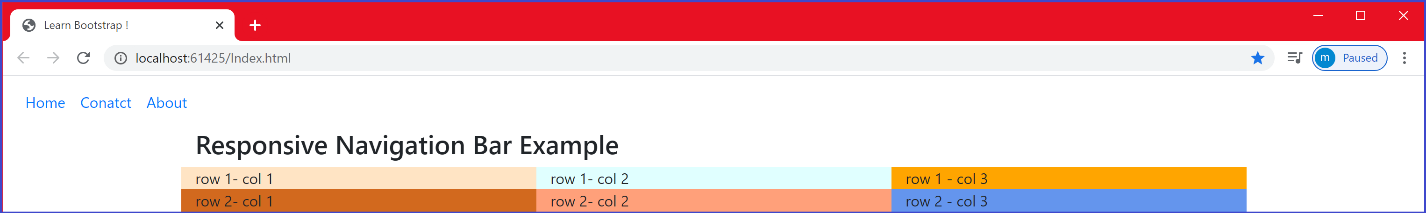 Learn Bootstrap !
localhost:61425/Index.html
m Paused
Home Conatct About
Responsive Navigation Bar Example
row 1- col 1 row 1- col 2 row 1 - col 3
row 2- col 1 row 2- col 2 row 2 - col 3